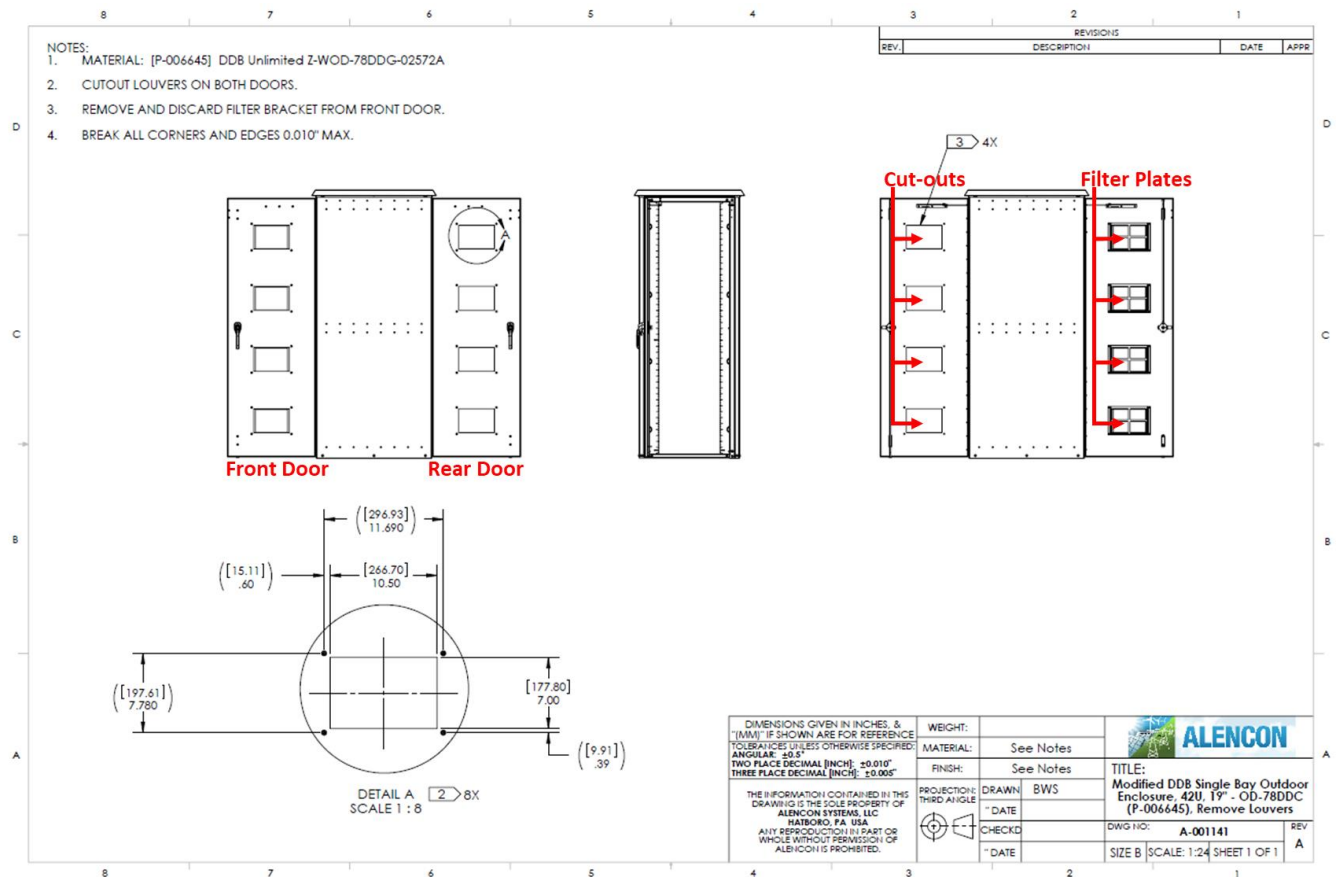 8 7 6 5 4 3 2 1
NOTES:
1. MATERIAL: [P-006645] DDB Unlimited Z-WOD-78DDG-02572A
2. CUTOUT LOUVERS ON BOTH DOORS.
3. REMOVE AND DISCARD FILTER BRACKET FROM FRONT DOOR.
4. BREAK ALL CORNERS AND EDGES 0.010" MAX.
REVISIONS
REV. DESCRIPTION DATE APPR
D D
3 4X
Cut-outs Filter Plates
A
C C
Front Door Rear Door
([296.93])
11.690
([15.11])
.60
[266.70]
10.50
B B
([197.61])
7.780
[177.80]
7.00
([9.91])
.39
DETAIL A 2 8X
SCALE 1 : 8
A A
DIMENSIONS GIVEN IN INCHES, &
"(MM)" IF SHOWN ARE FOR REFERENCE
TOLERANCES UNLESS OTHERWISE SPECIFIED:
ANGULAR: ±0.5°
TWO PLACE DECIMAL [INCH]: ±0.010"
THREE PLACE DECIMAL [INCH]: ±0.005"
THE INFORMATION CONTAINED IN THIS
DRAWING IS THE SOLE PROPERTY OF
ALENCON SYSTEMS, LLC
HATBORO, PA USA
ANY REPRODUCTION IN PART OR
WHOLE WITHOUT PERMISSION OF
ALENCON IS PROHIBITED.
WEIGHT:
MATERIAL: See Notes
FINISH: See Notes
PROJECTION:
THIRD ANGLE
DRAWN BWS
" DATE
CHECKD
" DATE
ALENCON
TITLE:
Modified DDB Single Bay Outdoor
Enclosure, 42U, 19" - OD-78DDC
(P-006645), Remove Louvers
DWG NO: A-001141 REV
A
SIZE B SCALE: 1:24 SHEET 1 OF 1
8 7 6 5 4 3 2 1